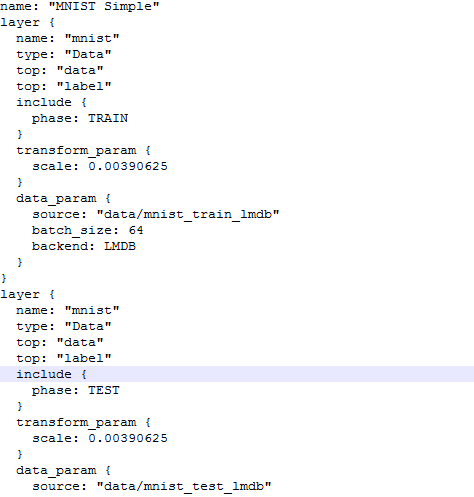 name: "MNIST Simple"
layer {
  name: "mnist"
  type: "Data"
  top: "data"
  top: "label"
  include {
    phase: TRAIN
  }
  transform_param {
    scale: 0.00390625
  }
  data_param {
    source: "data/mnist_train_lmdb"
    batch_size: 64
    backend: LMDB
  }
}
layer {
  name: "mnist"
  type: "Data"
  top: "data"
  top: "label"
  include {
    phase: TEST
  }
  transform_param {
    scale: 0.00390625
  }
  data_param {
    source: "data/mnist_test_lmdb"